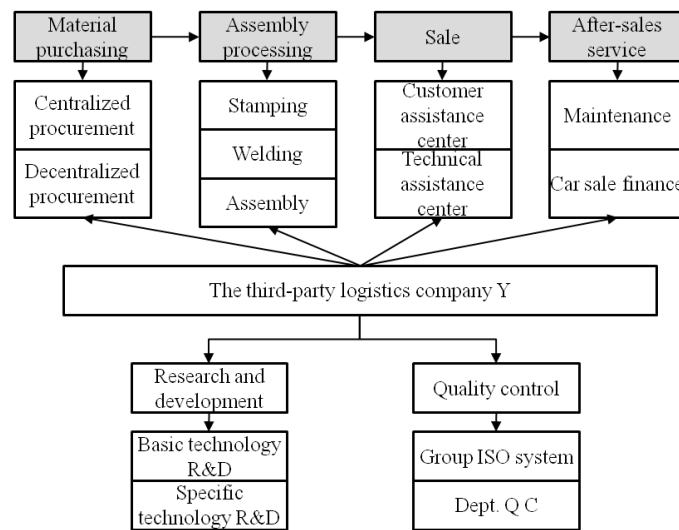 Material
purchasing
Assembly
processing
Sale
After-sales
service
Centralized
procurement
Decentralized
procurement
Stamping
Welding
Assembly
Customer
assistance
center
Technical
assistance
center
Maintenance
Car sale finance
The third-party logistics company Y
Research and
development
Quality control
Basic technology
R&D
Specific
technology R&D
Group ISO system
Dept. Q C